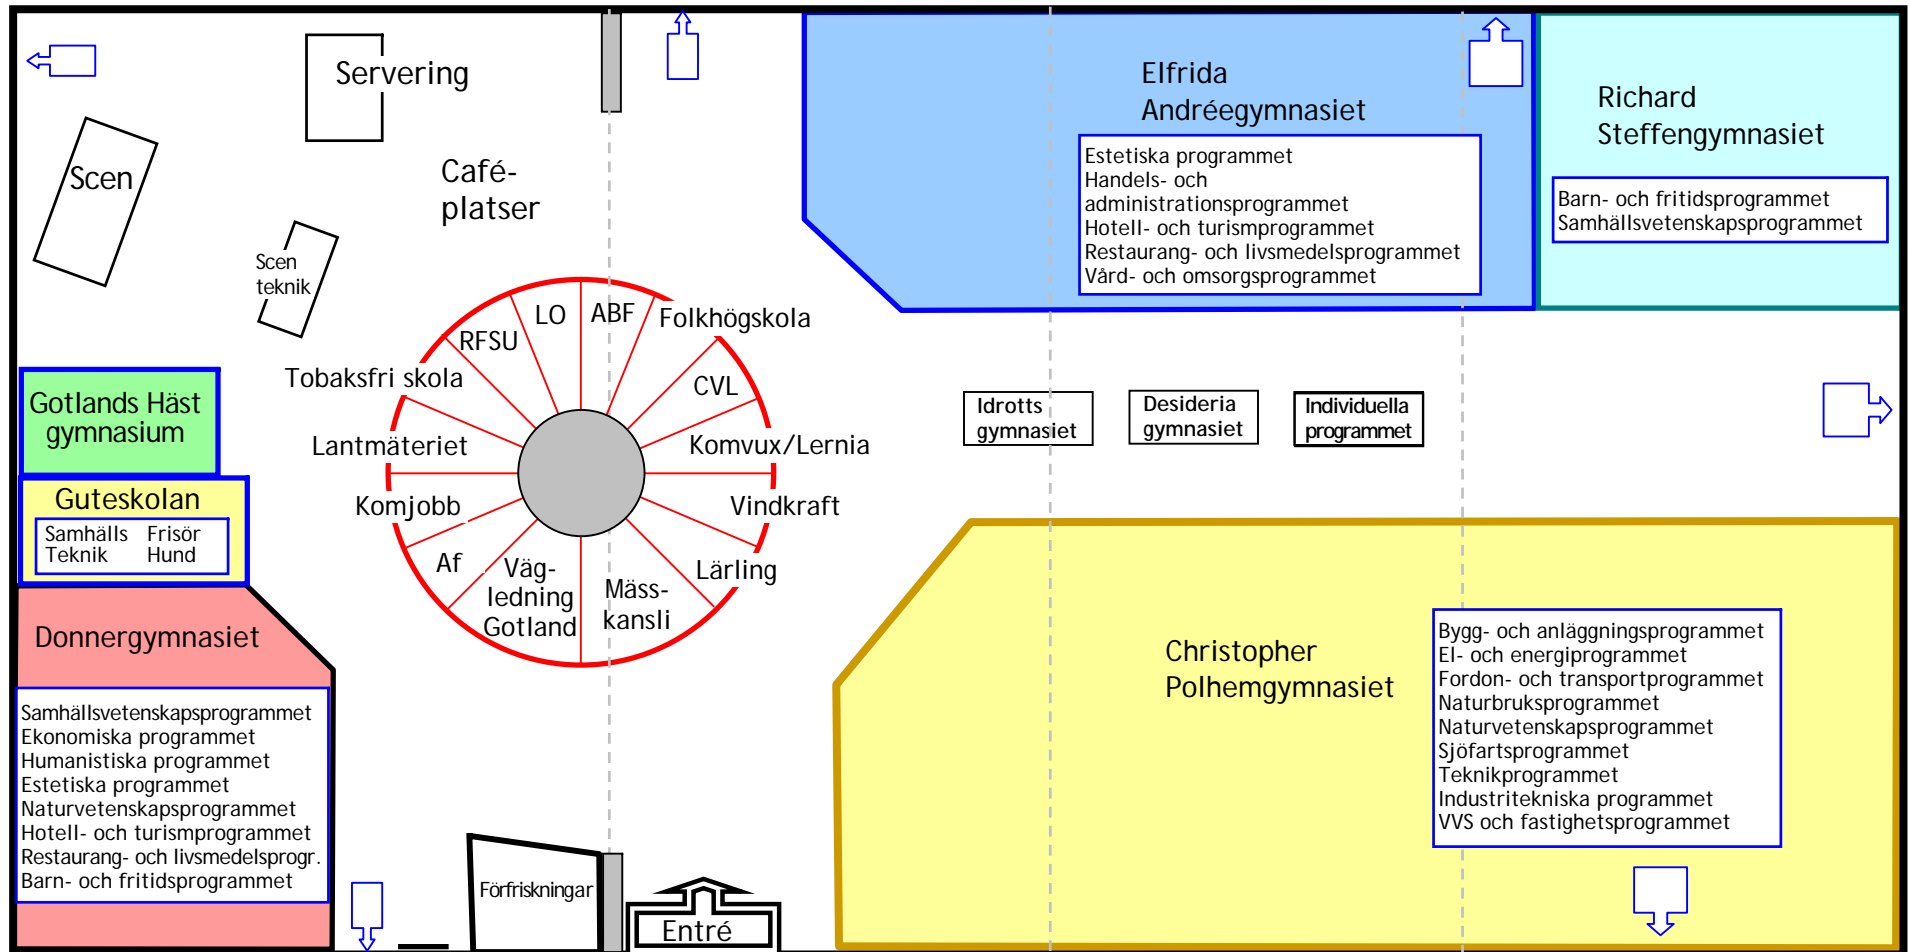 Servering
Scen
Café-
platser
Scen
teknik
Elfrida
Andréegymnasiet
Estetiska programmet
Handels- och
administrationsprogrammet
Hotell- och turismprogrammet
Restaurang- och livsmedelsprogrammet
Vård- och omsorgsprogrammet
Richard
Steffengymnasiet
Barn- och fritidsprogrammet
Samhällsvetenskapsprogrammet
LO
ABF
Folkhögskola
RFSU
CVL
Tobaksfri skola
Komvux/Lernia
Lantmäteriet
Vindkraft
Komjobb
Lärling
Af
Väg-
ledning
Gotland
Mäss-
kansli
Gotlands Häst
gymnasium
Guteskolan
Samhälls Frisör
Teknik Hund
Idrotts
gymnasiet
Desideria
gymnasiet
Individuella
programmet
Donnergymnasiet
Samhällsvetenskapsprogrammet
Ekonomiska programmet
Humanistiska programmet
Estetiska programmet
Naturvetenskapsprogrammet
Hotell- och turismprogrammet
Restaurang- och livsmedelsprogr.
Barn- och fritidsprogrammet
Christopher
Polhemgymnasiet
Bygg- och anläggningsprogrammet
El- och energiprogrammet
Fordon- och transportprogrammet
Naturbruksprogrammet
Naturvetenskapsprogrammet
Sjöfartsprogrammet
Teknikprogrammet
Industritekniska programmet
VVS och fastighetsprogrammet
Förfriskningar
Entré